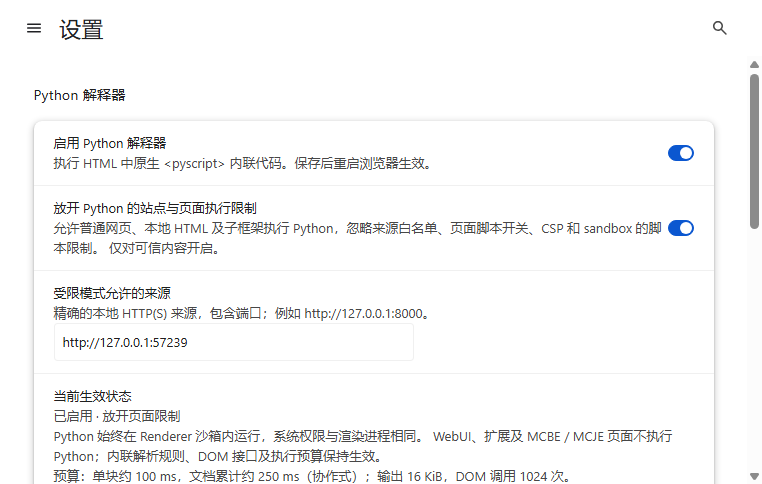 设置
Python 解释器
启用 Python 解释器
执行 HTML 中原生 <pyscript> 内联代码。保存后重启浏览器生效。
放开 Python 的站点与页面执行限制
允许普通网页、本地 HTML 及子框架执行 Python，忽略来源白名单、页面脚本开关、CSP 和 sandbox 的脚
本限制。 仅对可信内容开启。
受限模式允许的来源
精确的本地 HTTP(S) 来源，包含端口；例如 http://127.0.0.1:8000。
http://127.0.0.1:57239
当前生效状态
已启用 · 放开页面限制
Python 始终在 Renderer 沙箱内运行，系统权限与渲染进程相同。 WebUI、扩展及 MCBE / MCJE 页面不执行
Python；内联解析规则、DOM 接口及执行预算保持生效。
预算：单块约 100 ms，文档累计约 250 ms（协作式）；输出 16 KiB，DOM 调用 1024 次。